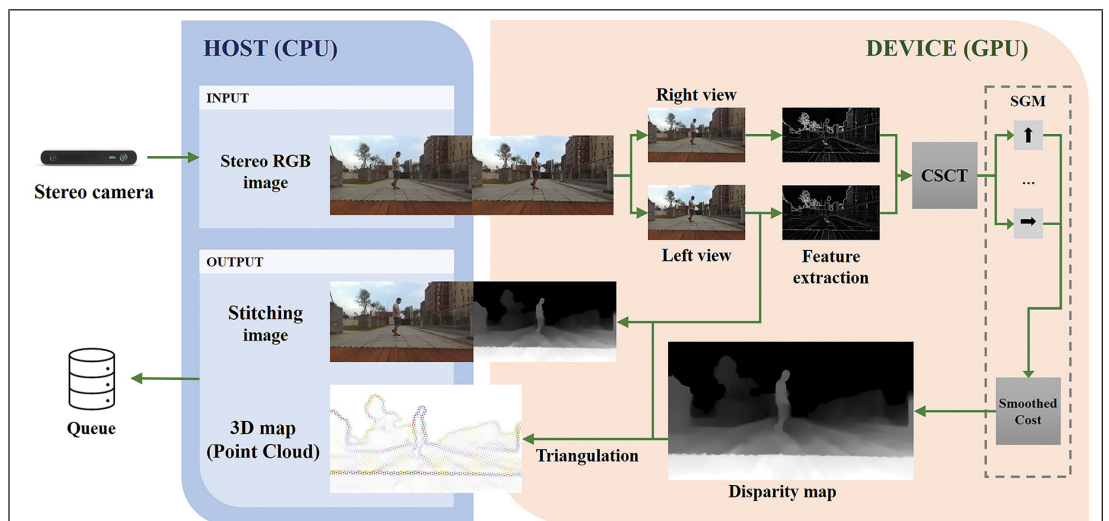 HOST (CPU)
DEVICE (GPU)
INPUT
Stereo RGB
image
Stereo camera
Right view
Left view
Feature
extraction
CSCT
SGM
...
OUTPUT
Stitching
image
3D map
(Point Cloud)
Queue
Triangulation
Disparity map
Smoothed
Cost